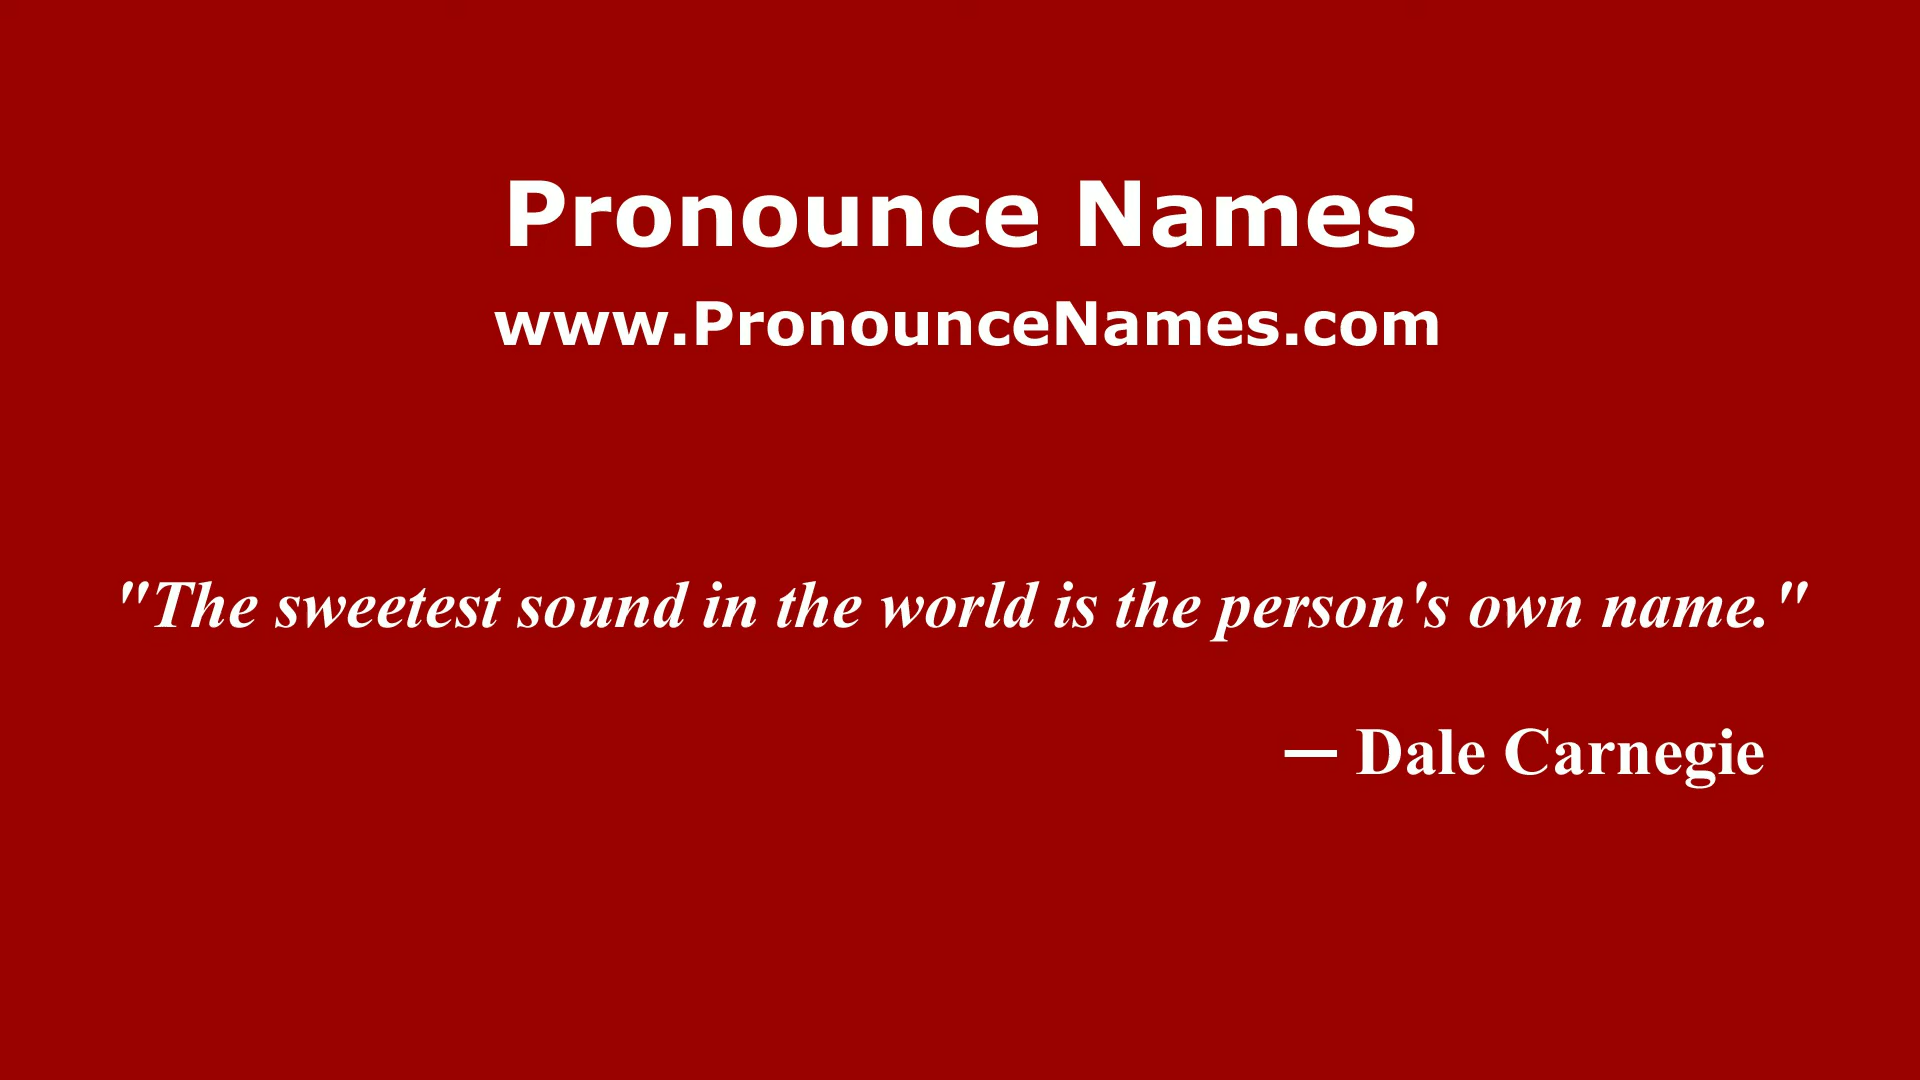 Pronounce Names
www.PronounceNames.com
"The sweetest sound in the world is the person's own name."
— Dale Carnegie